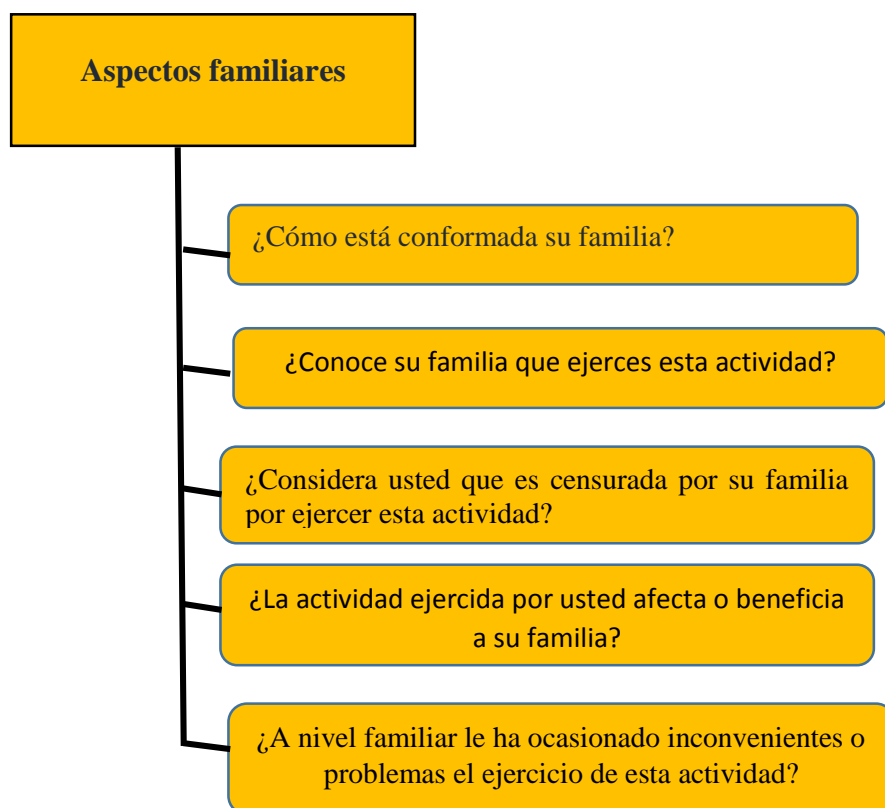 Aspectos familiares
¿Cómo está conformada su familia?
¿Conoce su familia que ejerces esta actividad?
¿Considera usted que es censurada por su familia
por ejercer esta actividad?
¿La actividad ejercida por usted afecta o beneficia
a su familia?
¿A nivel familiar le ha ocasionado inconvenientes o
problemas el ejercicio de esta actividad?